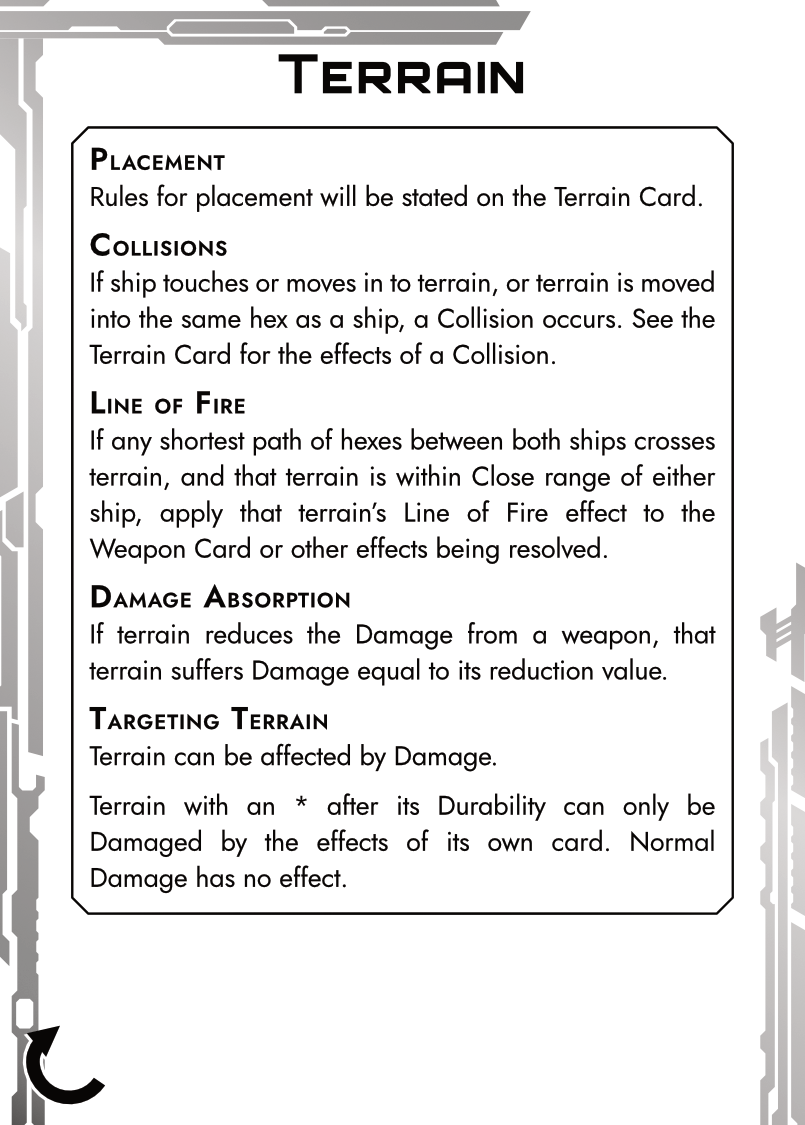 Terrain
Placement
Rules for placement will be stated on the Terrain Card.
Collisions
If ship touches or moves in to terrain, or terrain is moved
into the same hex as a ship, a Collision occurs. See the
Terrain Card for the effects of a Collision.
Line of Fire
If any shortest path of hexes between both ships crosses
terrain, and that terrain is within Close range of either
ship, apply that terrain’s Line of Fire effect to the
Weapon Card or other effects being resolved.
Damage Absorption
If terrain reduces the Damage from a weapon, that
terrain suffers Damage equal to its reduction value.
Targeting Terrain
Terrain can be affected by Damage.
Terrain with an * after its Durability can only be
Damaged by the effects of its own card. Normal
Damage has no effect.